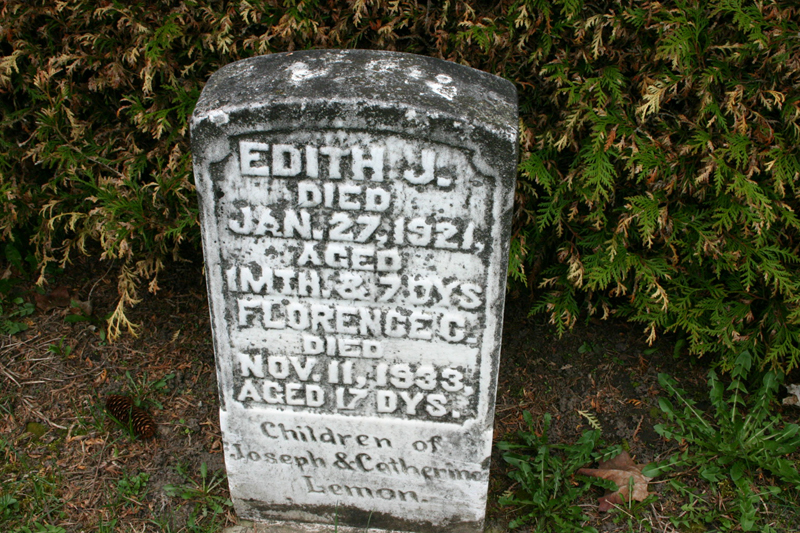 EDITH J.
DIED
JAN. 27, 1921,
AGED
1 MTH. & 7 DYS
FLORENCE C.
DIED
NOV. 11, 1933,
AGED 17 DYS.
Children of
Joseph & Catherine
Lemon.